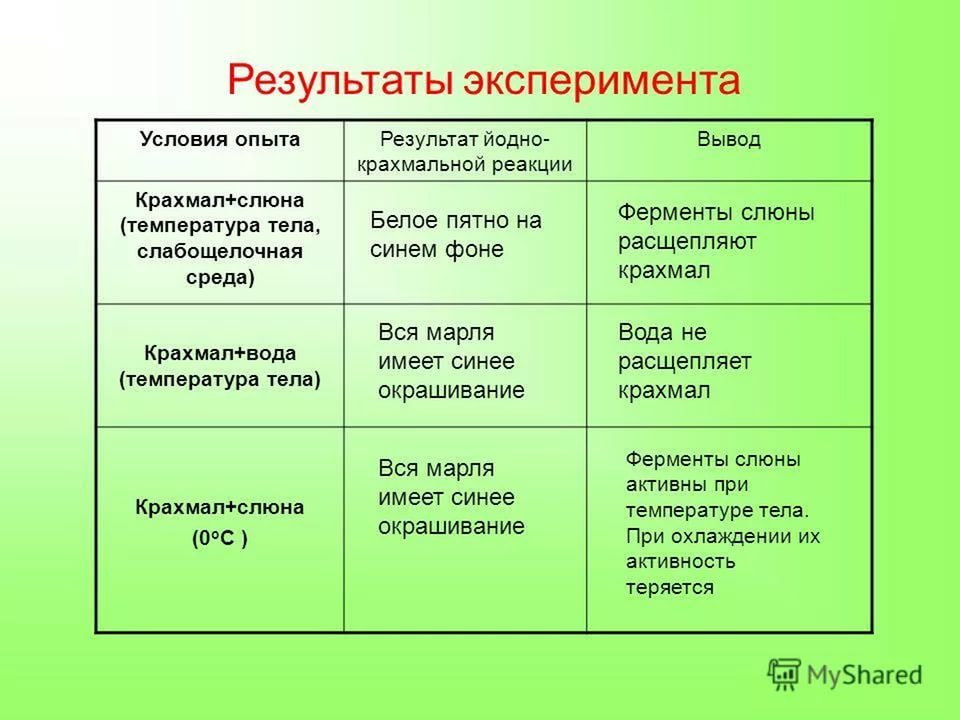 Результаты эксперимента
Условия опыта
Результат йодно-
крахмальной реакции
Вывод
Крахмал+слюна
(температура тела,
слабощелочная
среда)
Белое пятно на
синем фоне
Ферменты слюны
расщепляют
крахмал
Крахмал+вода
(температура тела)
Вся марля
имеет синее
окрашивание
Вода не
расщепляет
крахмал
Крахмал+слюна
(0ºС )
Вся марля
имеет синее
окрашивание
Ферменты слюны
активны при
температуре тела.
При охлаждении их
активность
теряется
MyShared